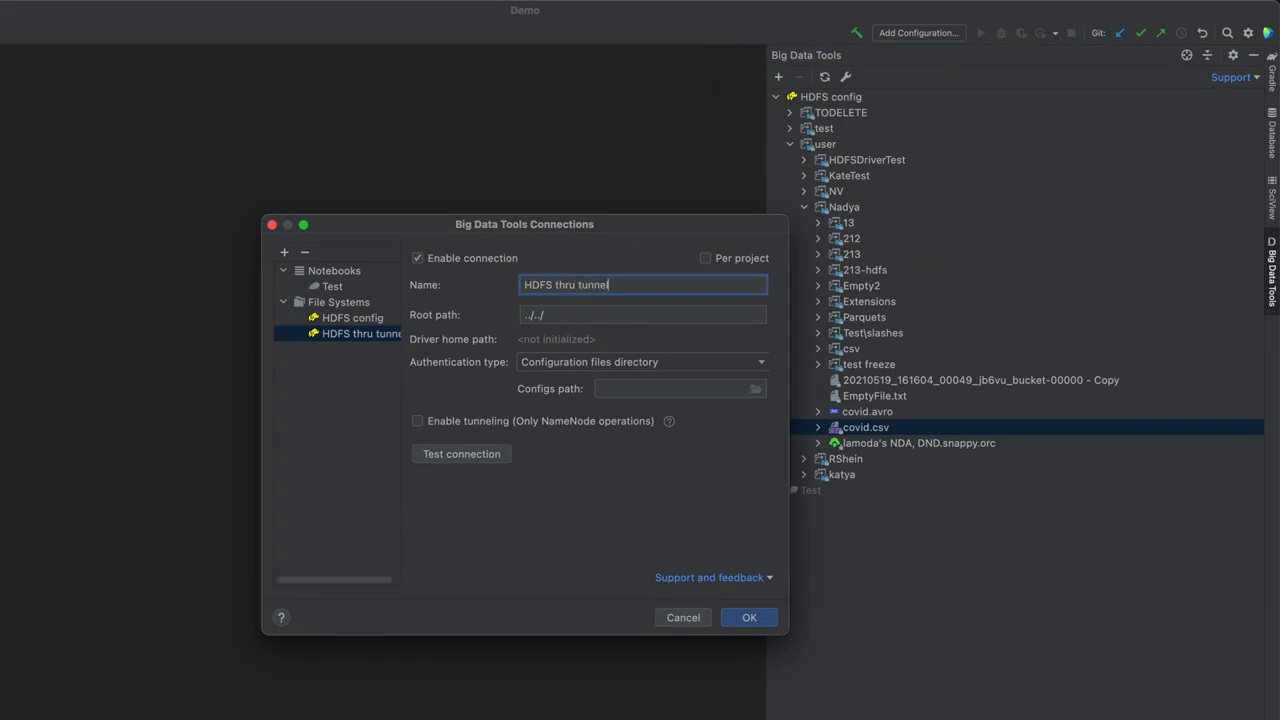 Demo
Add Configuration...
Git:
Big Data Tools
Support
HDFS config
TODELETE
test
user
HDFSDriverTest
KateTest
NV
Nadya
13
212
213
213-hdfs
Empty2
Extensions
Parquets
Test\slashes
csv
test freeze
20210519_161604_00049_jb6vu_bucket-00000 - Copy
EmptyFile.txt
covid.avro
covid.csv
lamoda's NDA, DND.snappy.orc
RShein
katya
Test
Gradle
Database
SciView
Big Data Tools
Big Data Tools Connections
Notebooks
Test
File Systems
HDFS config
HDFS thru tunne
Enable connection
Per project
Name:
HDFS thru tunnel
Root path:
../../
Driver home path:
<not initialized>
Authentication type:
Configuration files directory
Configs path:
Enable tunneling (Only NameNode operations)
?
Test connection
Support and feedback
?
Cancel
OK